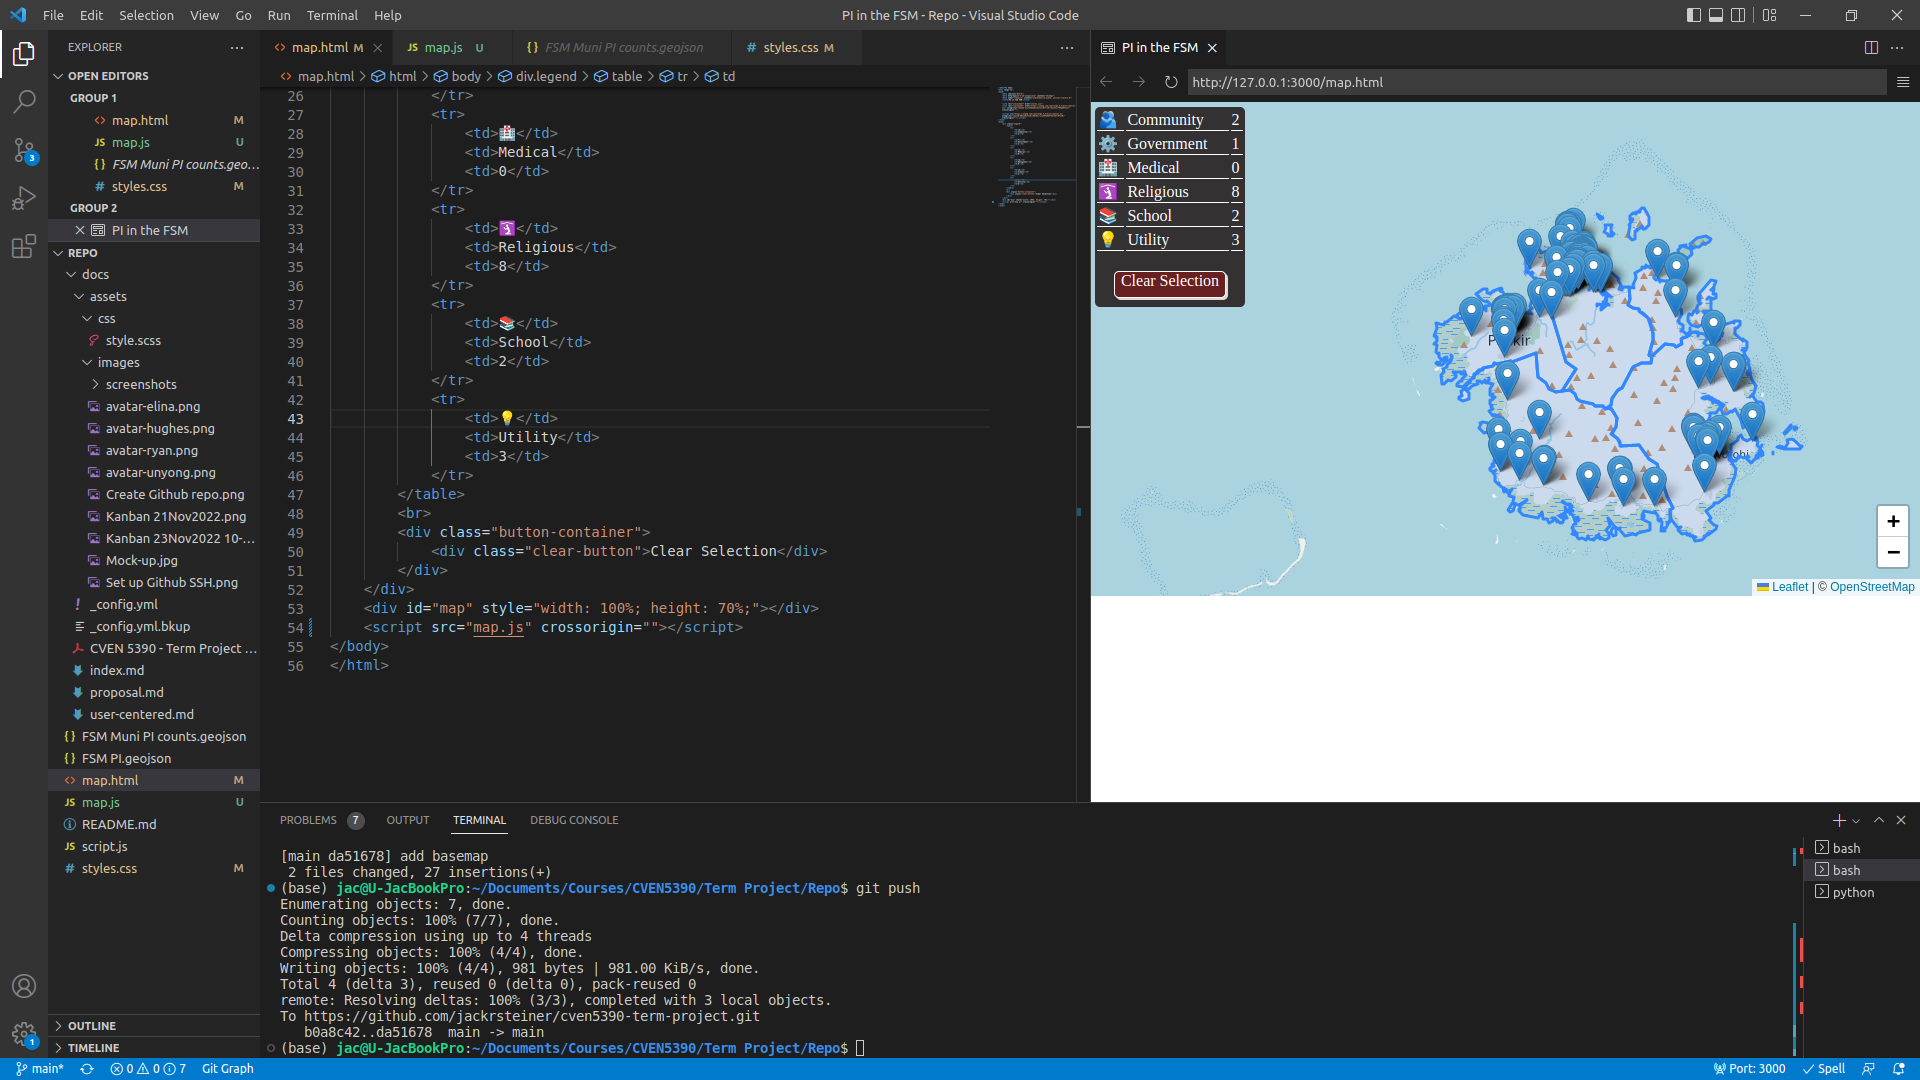 File Edit Selection View Go Run Terminal Help
PI in the FSM - Repo - Visual Studio Code
EXPLORER
OPEN EDITORS
GROUP 1
map.html M
map.js U
FSM Muni PI counts.geo...
styles.css M
GROUP 2
PI in the FSM
REPO
docs
assets
css
style.scss
images
screenshots
avatar-elina.png
avatar-hughes.png
avatar-ryan.png
avatar-unyong.png
Create Github repo.png
Kanban 21Nov2022.png
Kanban 23Nov2022 10-...
Mock-up.jpg
Set up Github SSH.png
_config.yml
_config.yml.bkup
CVEN 5390 - Term Project ...
index.md
proposal.md
user-centered.md
FSM Muni PI counts.geojson
FSM PI.geojson
map.html M
map.js U
README.md
script.js
styles.css M
OUTLINE
TIMELINE
map.html M
map.js U
FSM Muni PI counts.geojson
styles.css M
map.html > html > body > div.legend > table > tr > td
26 </tr>
27 <tr>
28 <td>🏥</td>
29 <td>Medical</td>
30 <td>0</td>
31 </tr>
32 <tr>
33 <td>🛐</td>
34 <td>Religious</td>
35 <td>8</td>
36 </tr>
37 <tr>
38 <td>📚</td>
39 <td>School</td>
40 <td>2</td>
41 </tr>
42 <tr>
43 <td>💡</td>
44 <td>Utility</td>
45 <td>3</td>
46 </tr>
47 </table>
48 <br>
49 <div class="button-container">
50 <div class="clear-button">Clear Selection</div>
51 </div>
52 </div>
53 <div id="map" style="width: 100%; height: 70%;"></div>
54 <script src="map.js" crossorigin=""></script>
55 </body>
56 </html>
PI in the FSM
http://127.0.0.1:3000/map.html
Community 2
Government 1
Medical 0
Religious 8
School 2
Utility 3
Clear Selection
+
−
Leaflet | © OpenStreetMap
PROBLEMS 7 OUTPUT TERMINAL DEBUG CONSOLE
[main da51678] add basemap
2 files changed, 27 insertions(+)
(base) jac@U-JacBookPro:~/Documents/Courses/CVEN5390/Term Project/Repo$ git push
Enumerating objects: 7, done.
Counting objects: 100% (7/7), done.
Delta compression using up to 4 threads
Compressing objects: 100% (4/4), done.
Writing objects: 100% (4/4), 981 bytes | 981.00 KiB/s, done.
Total 4 (delta 3), reused 0 (delta 0), pack-reused 0
remote: Resolving deltas: 100% (3/3), completed with 3 local objects.
To https://github.com/jackrsteiner/cven5390-term-project.git
b0a8c42..da51678 main -> main
(base) jac@U-JacBookPro:~/Documents/Courses/CVEN5390/Term Project/Repo$
bash
bash
python
3
1
main* 0 0 7 Git Graph
Port: 3000 Spell